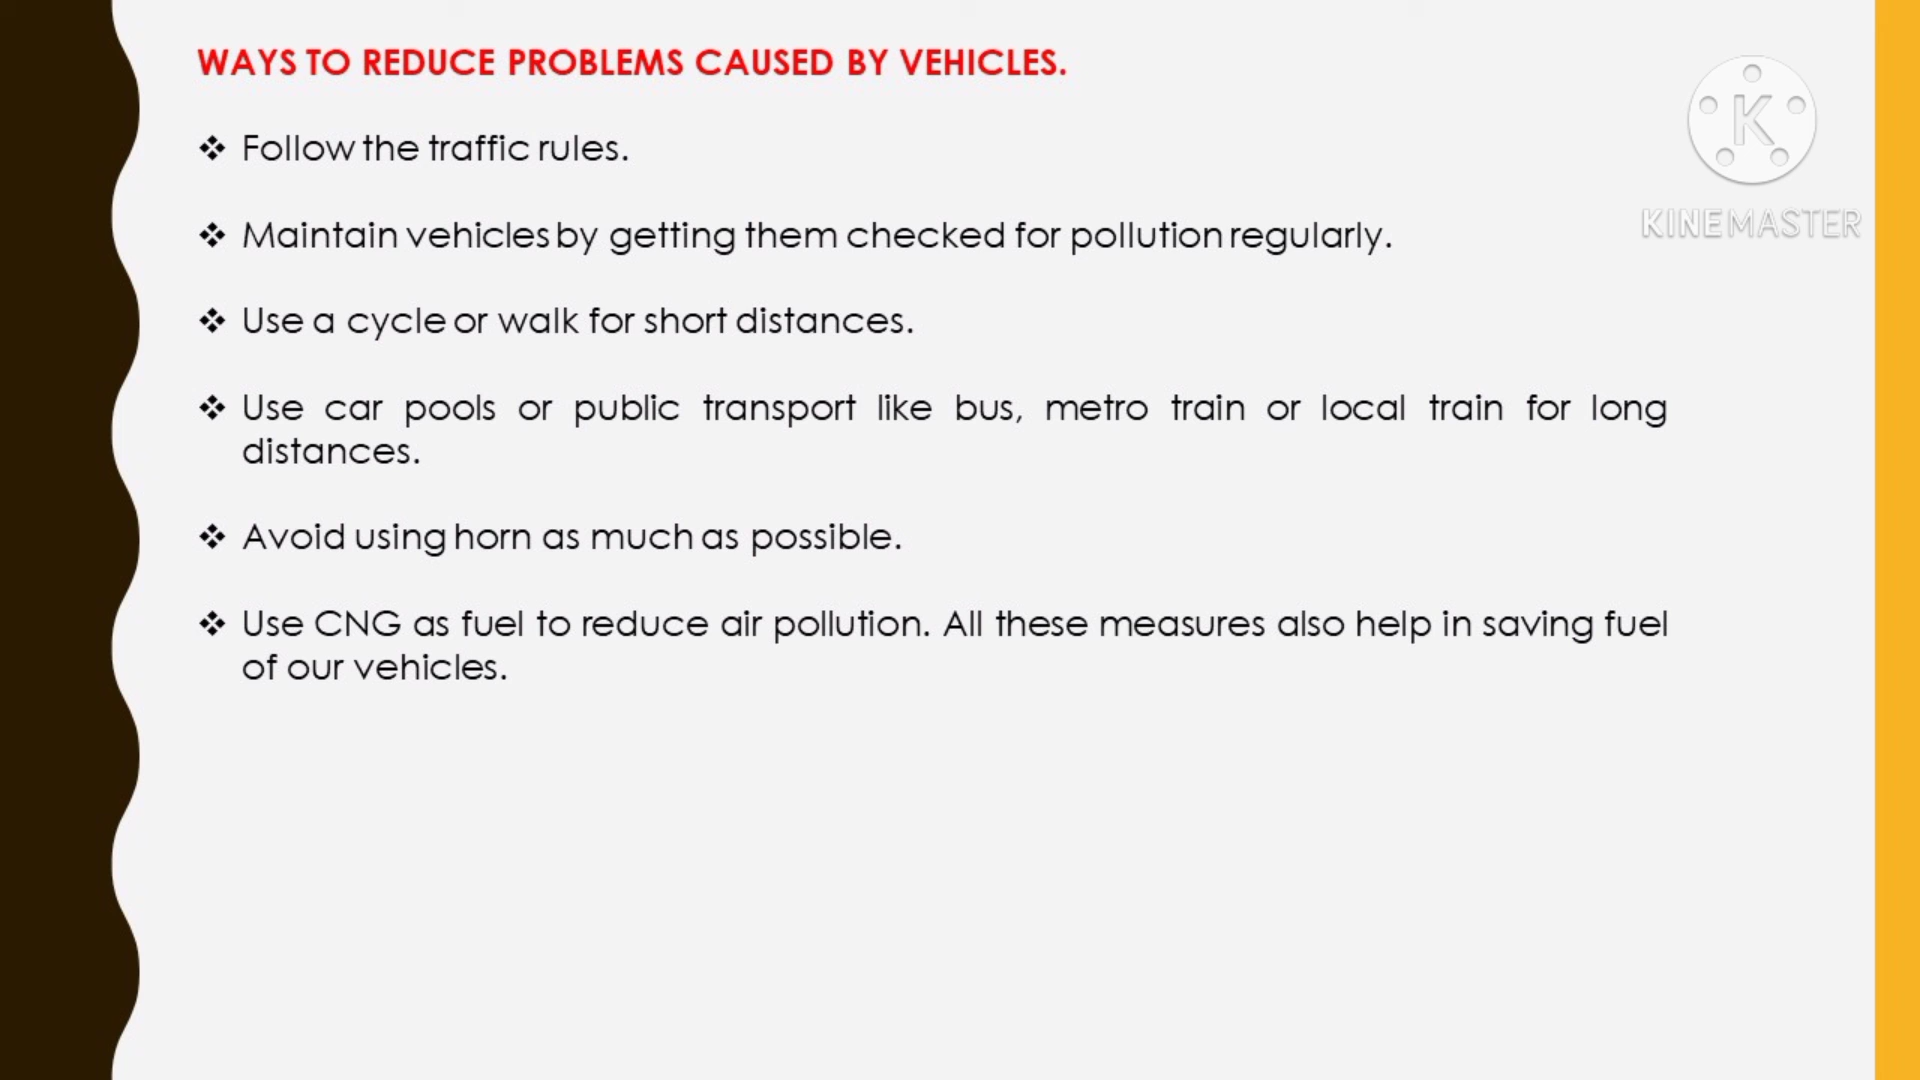 WAYS TO REDUCE PROBLEMS CAUSED BY VEHICLES.
❖ Follow the traffic rules.
❖ Maintain vehicles by getting them checked for pollution regularly.
❖ Use a cycle or walk for short distances.
❖ Use car pools or public transport like bus, metro train or local train for long
distances.
❖ Avoid using horn as much as possible.
❖ Use CNG as fuel to reduce air pollution. All these measures also help in saving fuel
of our vehicles.
K
KINEMASTER